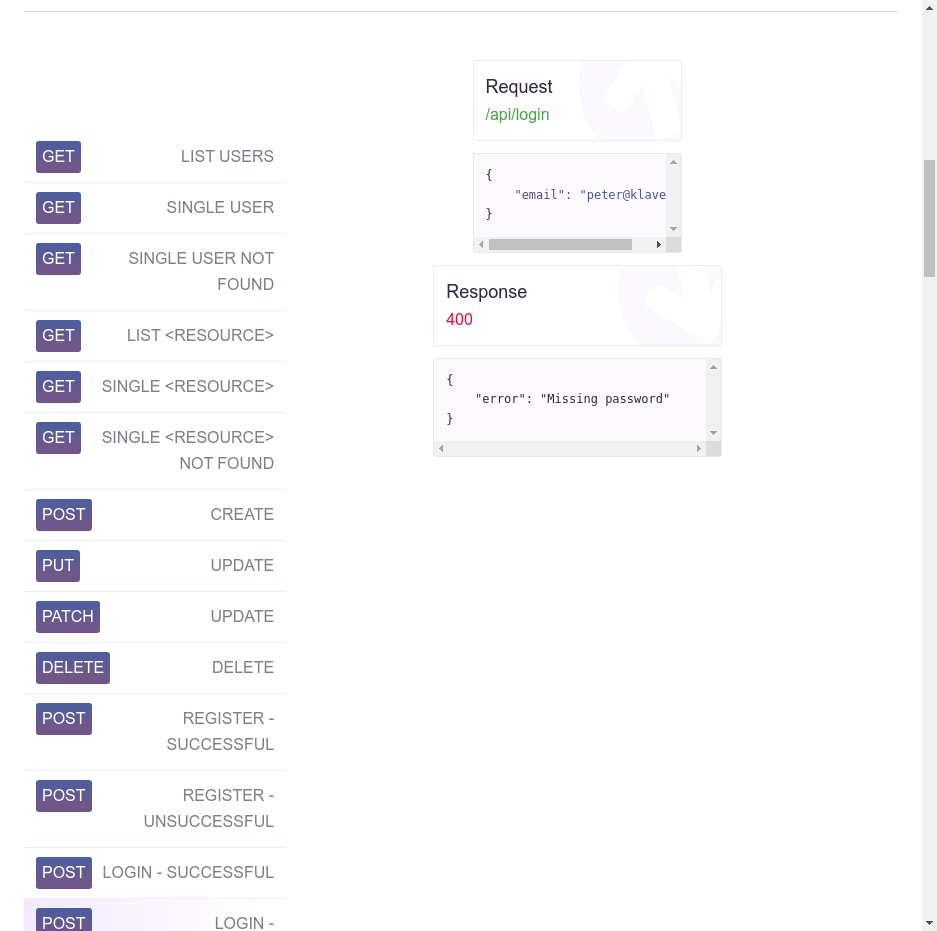 GET LIST USERS
GET SINGLE USER
GET SINGLE USER NOT
FOUND
GET LIST <RESOURCE>
GET SINGLE <RESOURCE>
GET SINGLE <RESOURCE>
NOT FOUND
POST CREATE
PUT UPDATE
PATCH UPDATE
DELETE DELETE
POST REGISTER -
SUCCESSFUL
POST REGISTER -
UNSUCCESSFUL
POST LOGIN - SUCCESSFUL
POST LOGIN -
Request
/api/login
{
"email": "peter@klave
}
Response
400
{
"error": "Missing password"
}